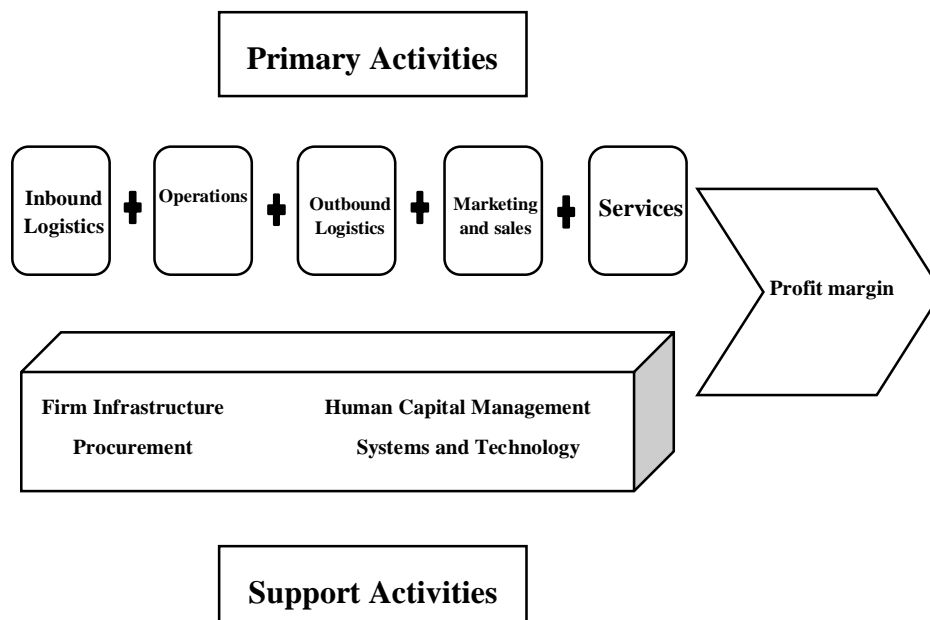 Primary Activities
Inbound
Logistics
Operations
Outbound
Logistics
Marketing
and sales
Services
Profit margin
Firm Infrastructure
Human Capital Management
Procurement
Systems and Technology
Support Activities